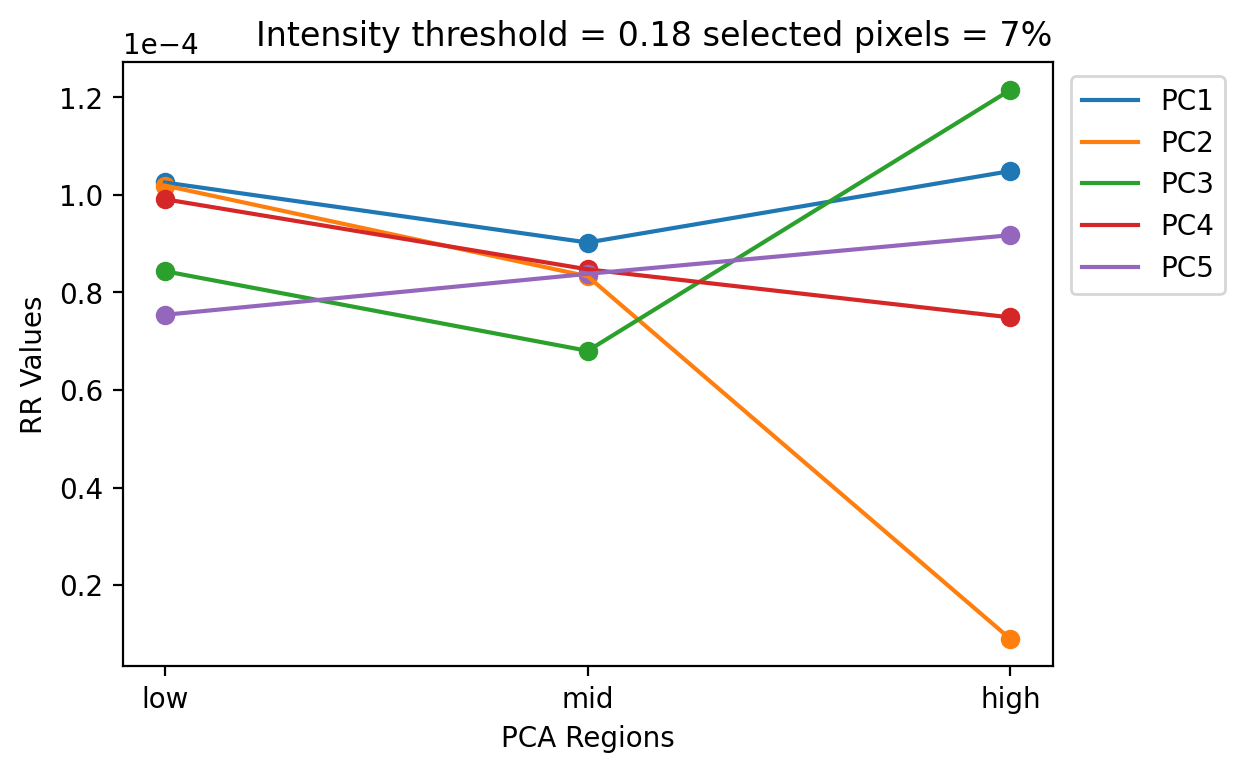 Intensity threshold = 0.18 selected pixels = 7%
1e−4
1.2
1.0
0.8
0.6
0.4
0.2
RR Values
low
mid
high
PCA Regions
PC1
PC2
PC3
PC4
PC5